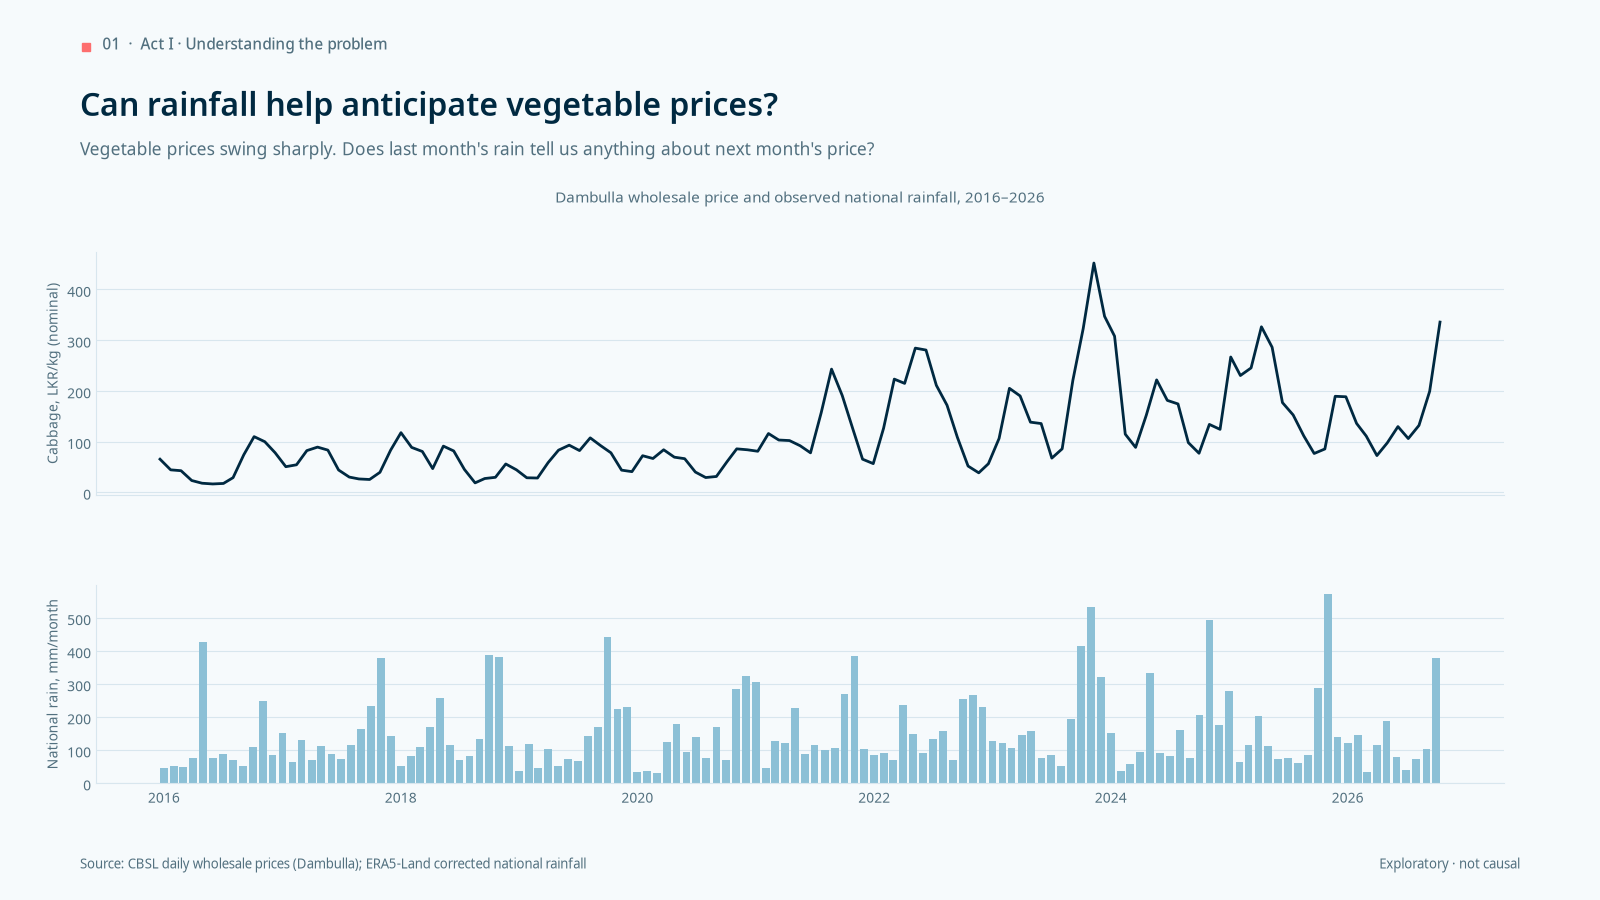 01 · Act I · Understanding the problem
Can rainfall help anticipate vegetable prices?
Vegetable prices swing sharply. Does last month's rain tell us anything about next month's price?
Dambulla wholesale price and observed national rainfall, 2016–2026
Cabbage, LKR/kg (nominal)
400
300
200
100
0
National rain, mm/month
500
400
300
200
100
0
2016 2018 2020 2022 2024 2026
Source: CBSL daily wholesale prices (Dambulla); ERA5-Land corrected national rainfall
Exploratory · not causal